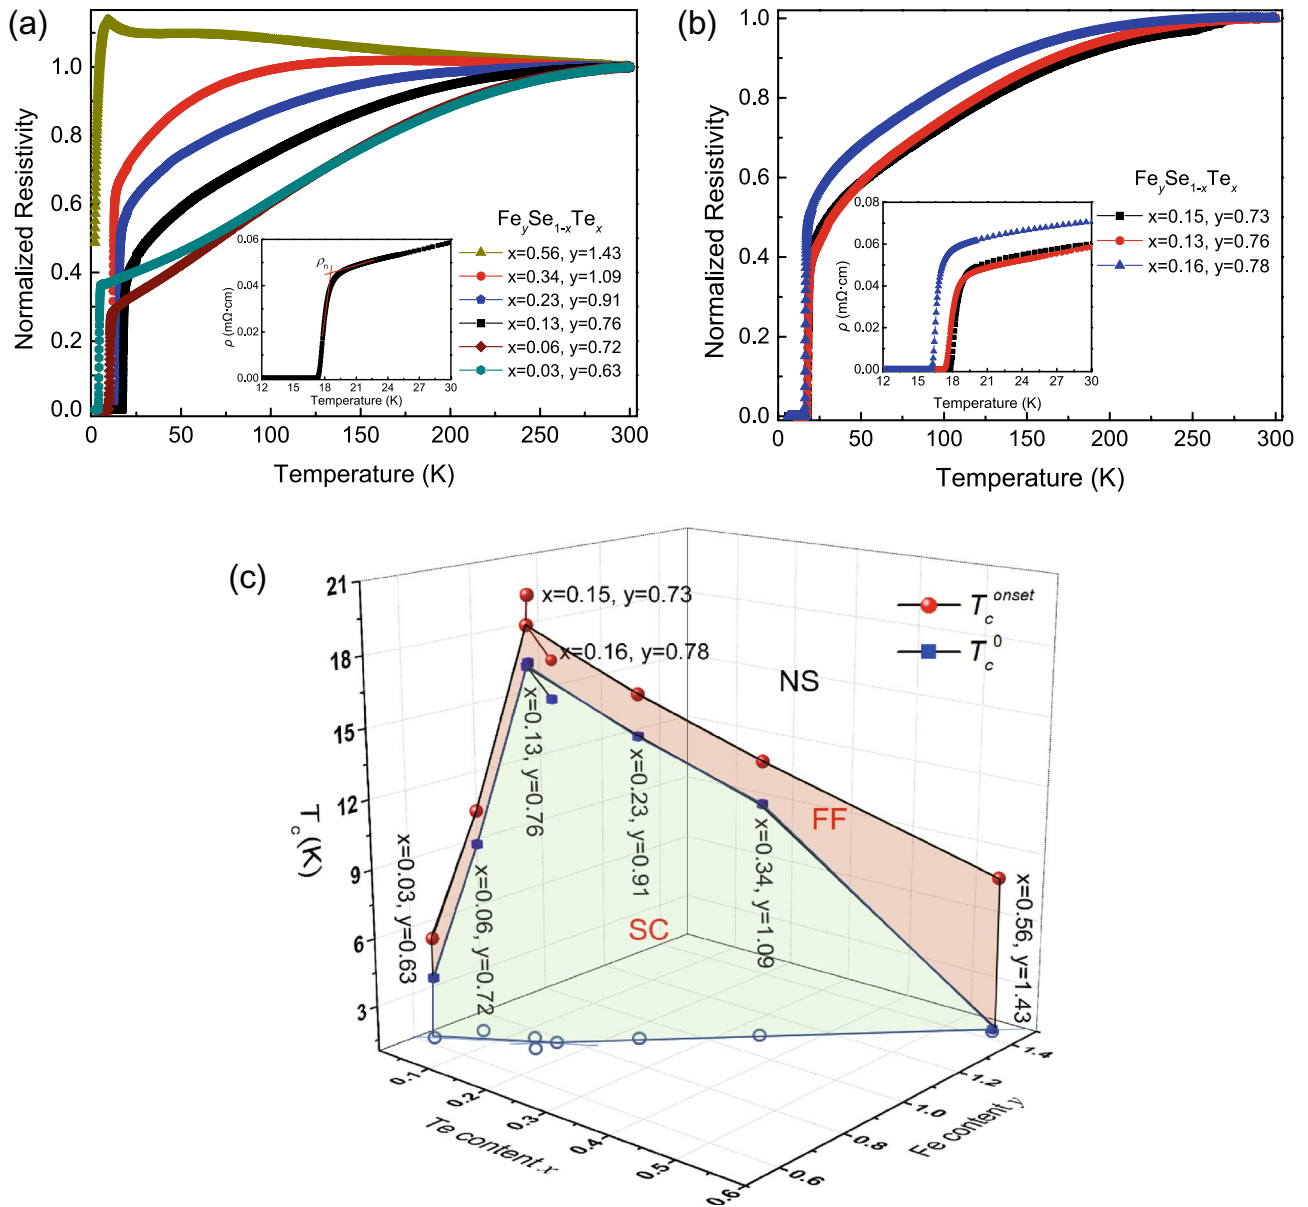 (a)
Normalized Resistivity
1.0
0.8
0.6
0.4
0.2
0.0
0 50 100 150 200 250 300
Temperature (K)
FeySe1-xTex
x=0.56, y=1.43
x=0.34, y=1.09
x=0.23, y=0.91
x=0.13, y=0.76
x=0.06, y=0.72
x=0.03, y=0.63
ρ (mΩ·cm)
0.06
0.04
0.02
0.00
ρn
12 15 18 21 24 27 30
Temperature (K)
(b)
Normalized Resistivity
1.0
0.8
0.6
0.4
0.2
0.0
0 50 100 150 200 250 300
Temperature (K)
FeySe1-xTex
x=0.15, y=0.73
x=0.13, y=0.76
x=0.16, y=0.78
ρ (mΩ·cm)
0.08
0.06
0.04
0.02
0.00
12 15 18 21 24 27 30
Temperature (K)
(c)
Tc (K)
21
18
15
12
9
6
3
x=0.15, y=0.73
x=0.16, y=0.78
x=0.13, y=0.76
x=0.23, y=0.91
x=0.34, y=1.09
x=0.56, y=1.43
x=0.03, y=0.63
x=0.06, y=0.72
Tc onset
Tc 0
NS
FF
SC
0.1 0.2 0.3 0.4 0.5 0.6
Te content x
0.6 0.8 1.0 1.2 1.4
Fe content y